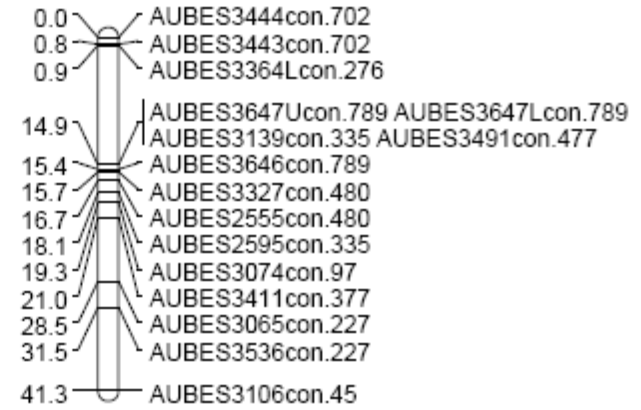 0.0 AUBES3444con.702
0.8 AUBES3443con.702
0.9 AUBES3364Lcon.276
14.9 AUBES3647Ucon.789 AUBES3647Lcon.789
AUBES3139con.335 AUBES3491con.477
15.4 AUBES3646con.789
15.7 AUBES3327con.480
16.7 AUBES2555con.480
18.1 AUBES2595con.335
19.3 AUBES3074con.97
21.0 AUBES3411con.377
28.5 AUBES3065con.227
31.5 AUBES3536con.227
41.3 AUBES3106con.45